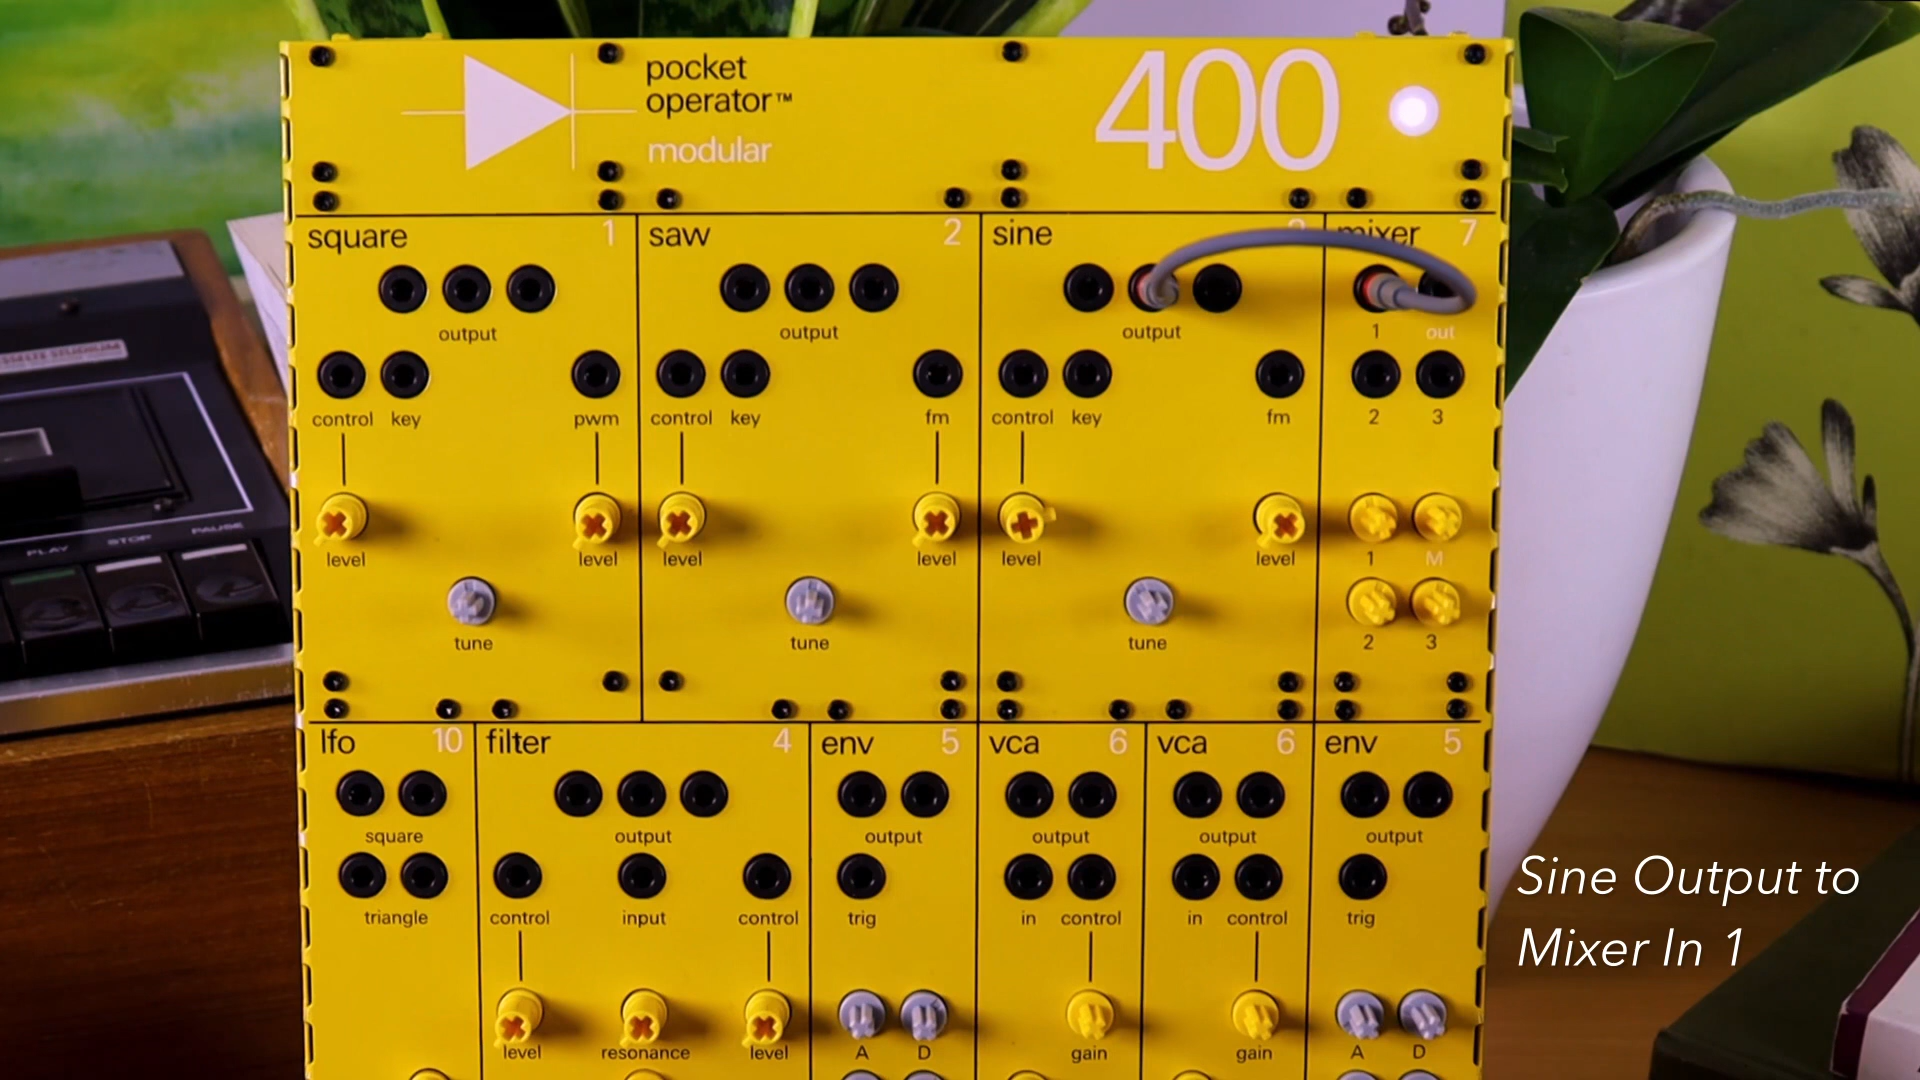 pocket
operator™
modular
400
square 1
saw 2
sine
mixer 7
output
output
output
1 out
control key pwm
control key fm
control key fm
2 3
level level
level level
level level
1 M
tune
tune
tune
2 3
lfo 10
filter 4
env 5
vca 6
vca 6
env 5
square
output
output
output
output
output
triangle
control input control
trig
in control
in control
trig
level resonance level
A D
gain
gain
A D
PLAY STOP PAUSE
Sine Output to
Mixer In 1